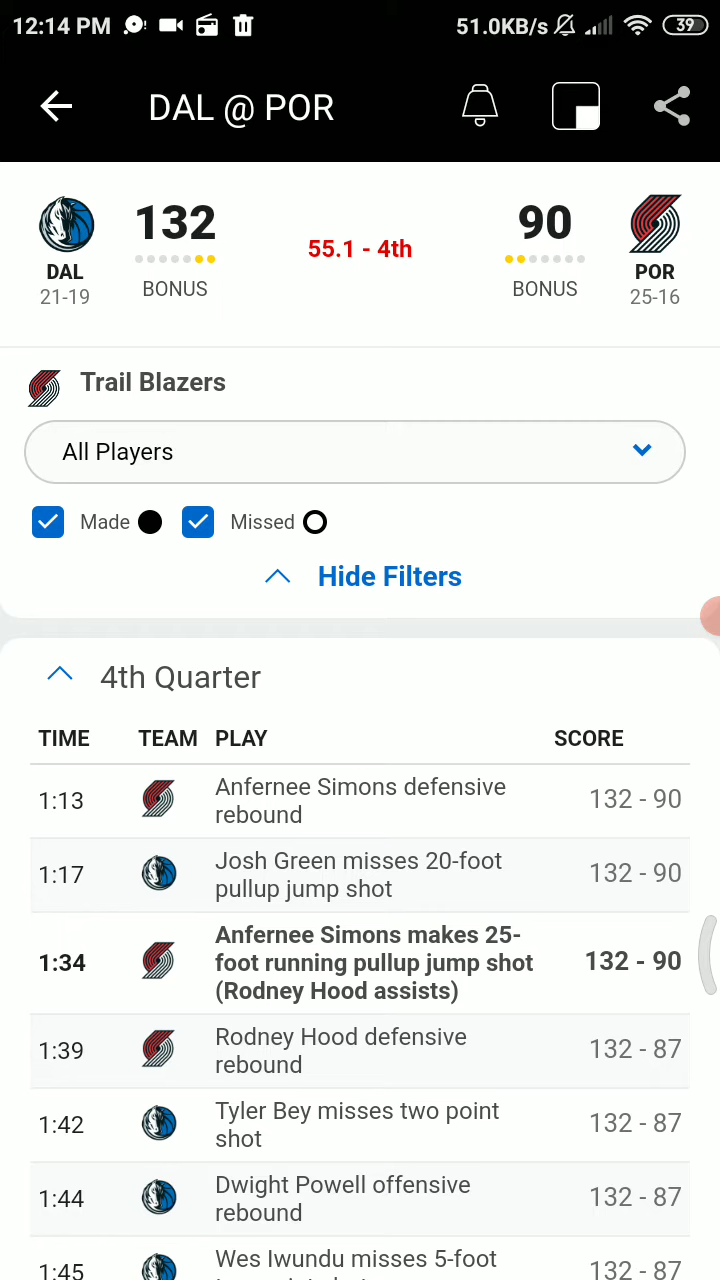 12:14 PM 51.0KB/s 39
DAL @ POR
132 90
55.1 - 4th
DAL BONUS BONUS POR
21-19 25-16
Trail Blazers
All Players
Made Missed
Hide Filters
4th Quarter
TIME TEAM PLAY SCORE
1:13 Anfernee Simons defensive rebound 132 - 90
1:17 Josh Green misses 20-foot pullup jump shot 132 - 90
1:34 Anfernee Simons makes 25-foot running pullup jump shot (Rodney Hood assists) 132 - 90
1:39 Rodney Hood defensive rebound 132 - 87
1:42 Tyler Bey misses two point shot 132 - 87
1:44 Dwight Powell offensive rebound 132 - 87
1:45 Wes Iwundu misses 5-foot 132 - 87